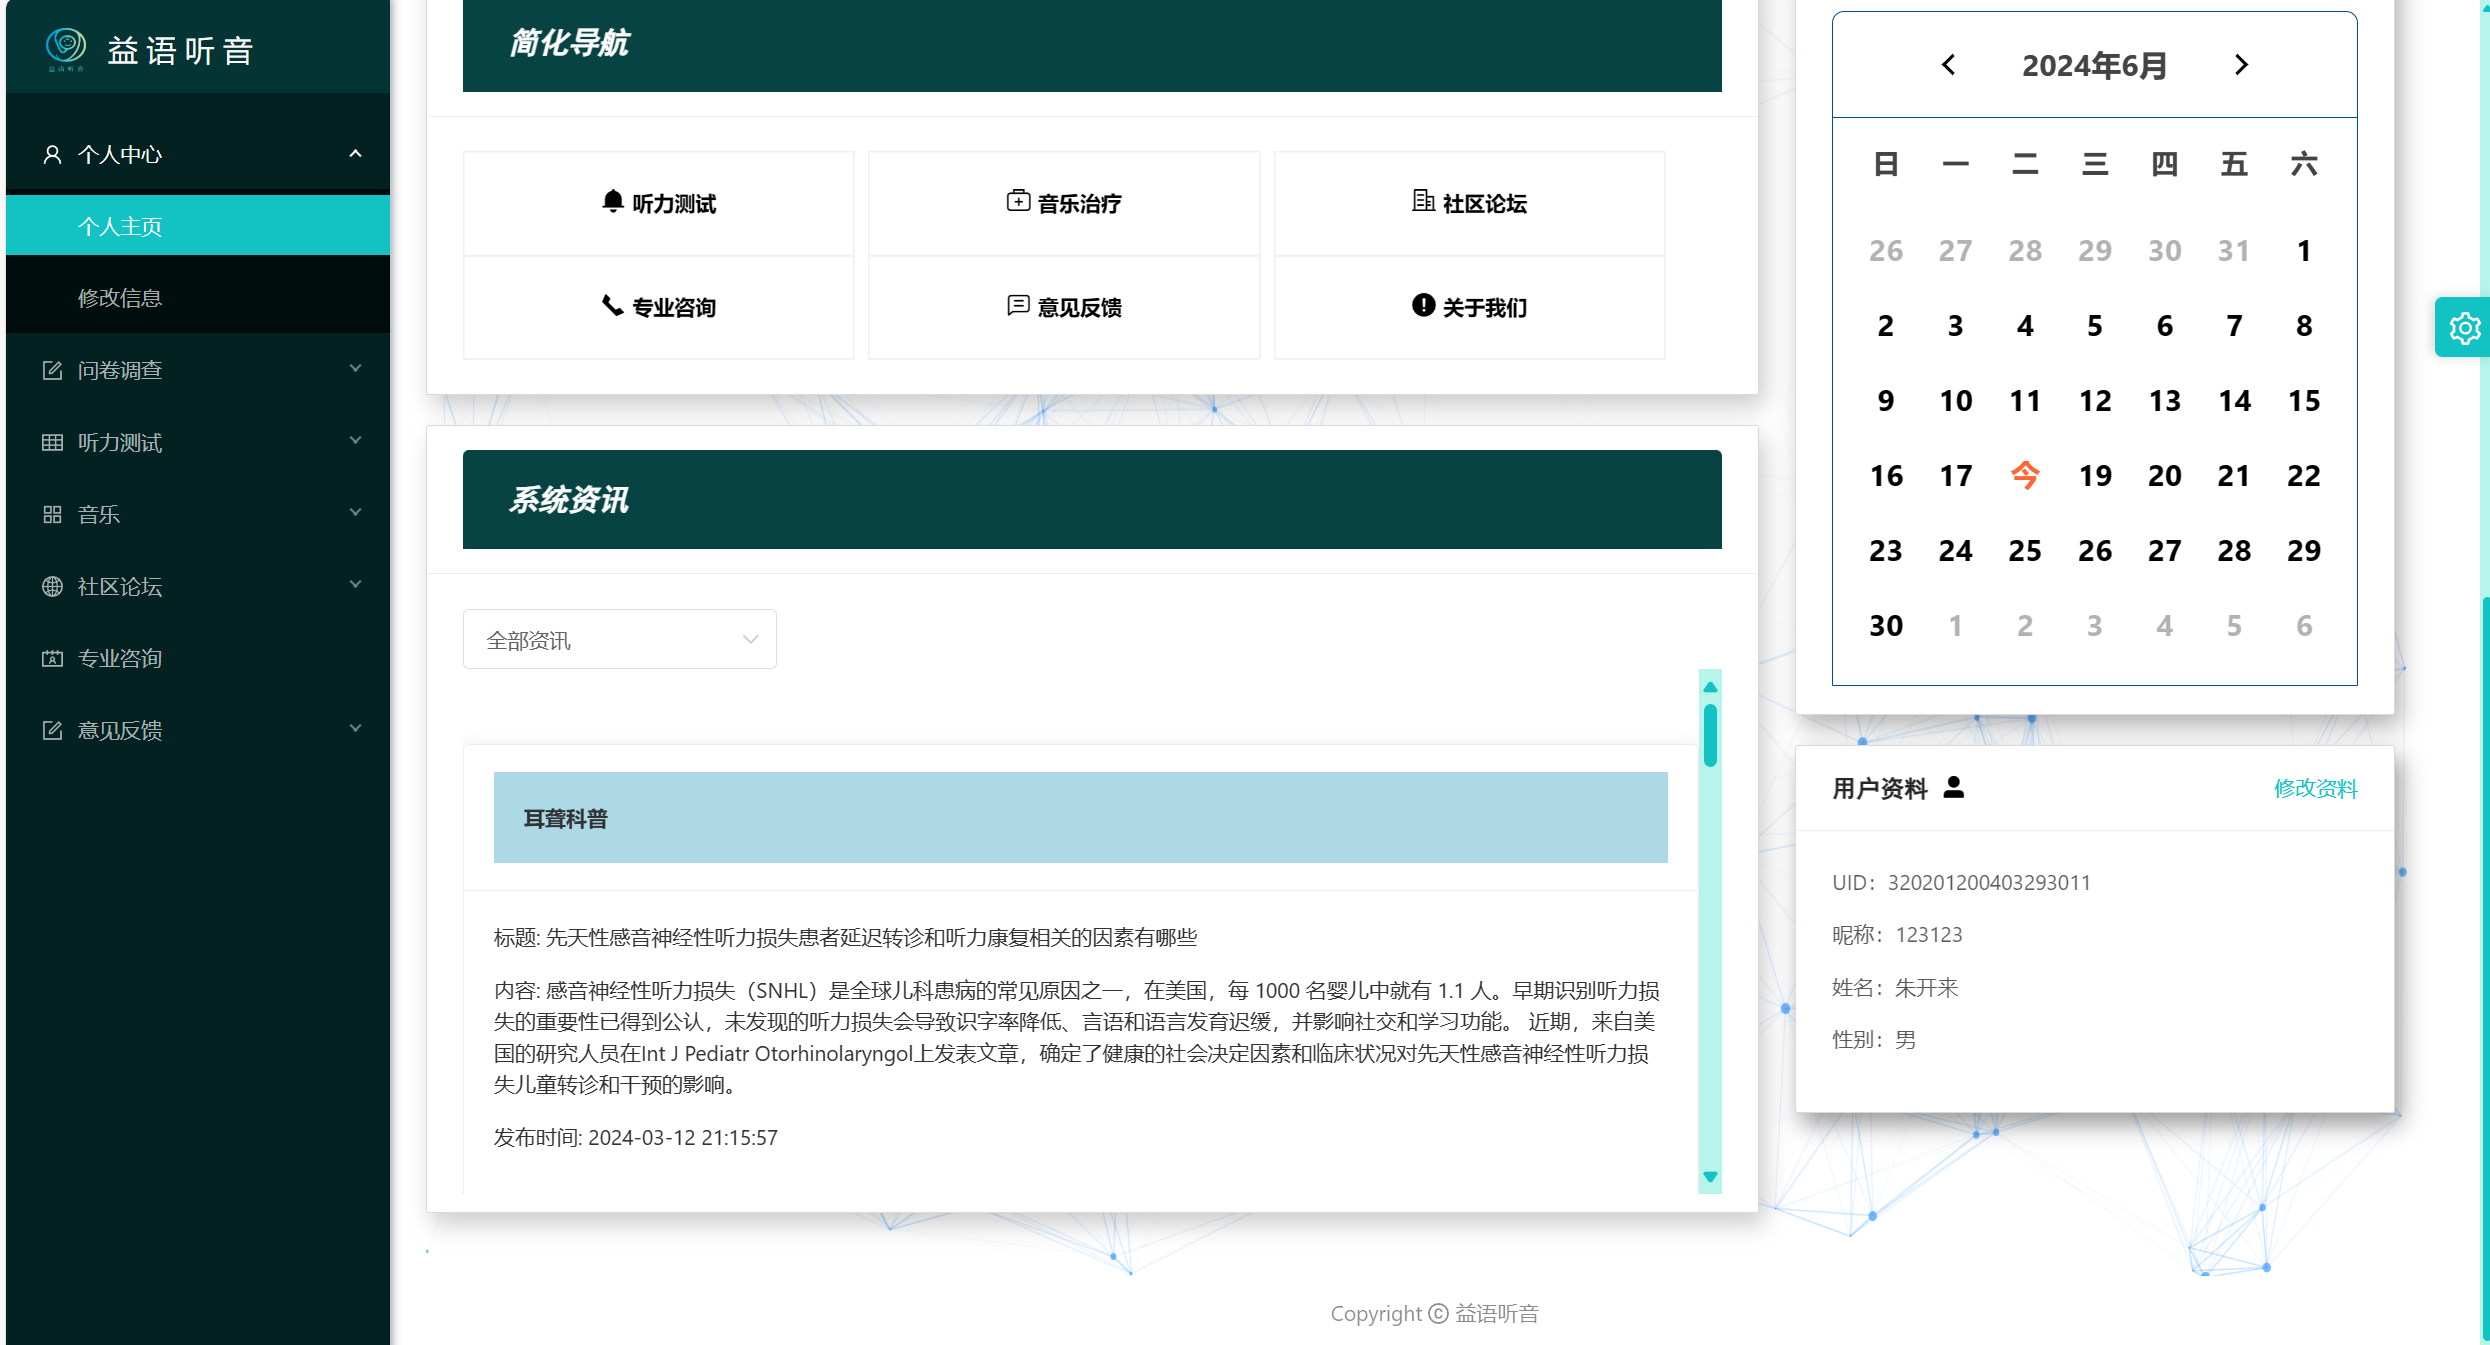 益语听音
个人中心
个人主页
修改信息
问卷调查
听力测试
音乐
社区论坛
专业咨询
意见反馈
简化导航
听力测试
音乐治疗
社区论坛
专业咨询
意见反馈
关于我们
系统资讯
全部资讯
耳聋科普
标题: 先天性感音神经性听力损失患者延迟转诊和听力康复相关的因素有哪些
内容: 感音神经性听力损失（SNHL）是全球儿科患病的常见原因之一，在美国，每 1000 名婴儿中就有 1.1 人。早期识别听力损
失的重要性已得到公认，未发现的听力损失会导致识字率降低、言语和语言发育迟缓，并影响社交和学习功能。 近期，来自美
国的研究人员在Int J Pediatr Otorhinolaryngol上发表文章，确定了健康的社会决定因素和临床状况对先天性感音神经性听力损
失儿童转诊和干预的影响。
发布时间: 2024-03-12 21:15:57
2024年6月
日 一 二 三 四 五 六
26 27 28 29 30 31 1
2 3 4 5 6 7 8
9 10 11 12 13 14 15
16 17 今 19 20 21 22
23 24 25 26 27 28 29
30 1 2 3 4 5 6
用户资料
修改资料
UID：320201200403293011
昵称：123123
姓名：朱开来
性别：男
Copyright © 益语听音